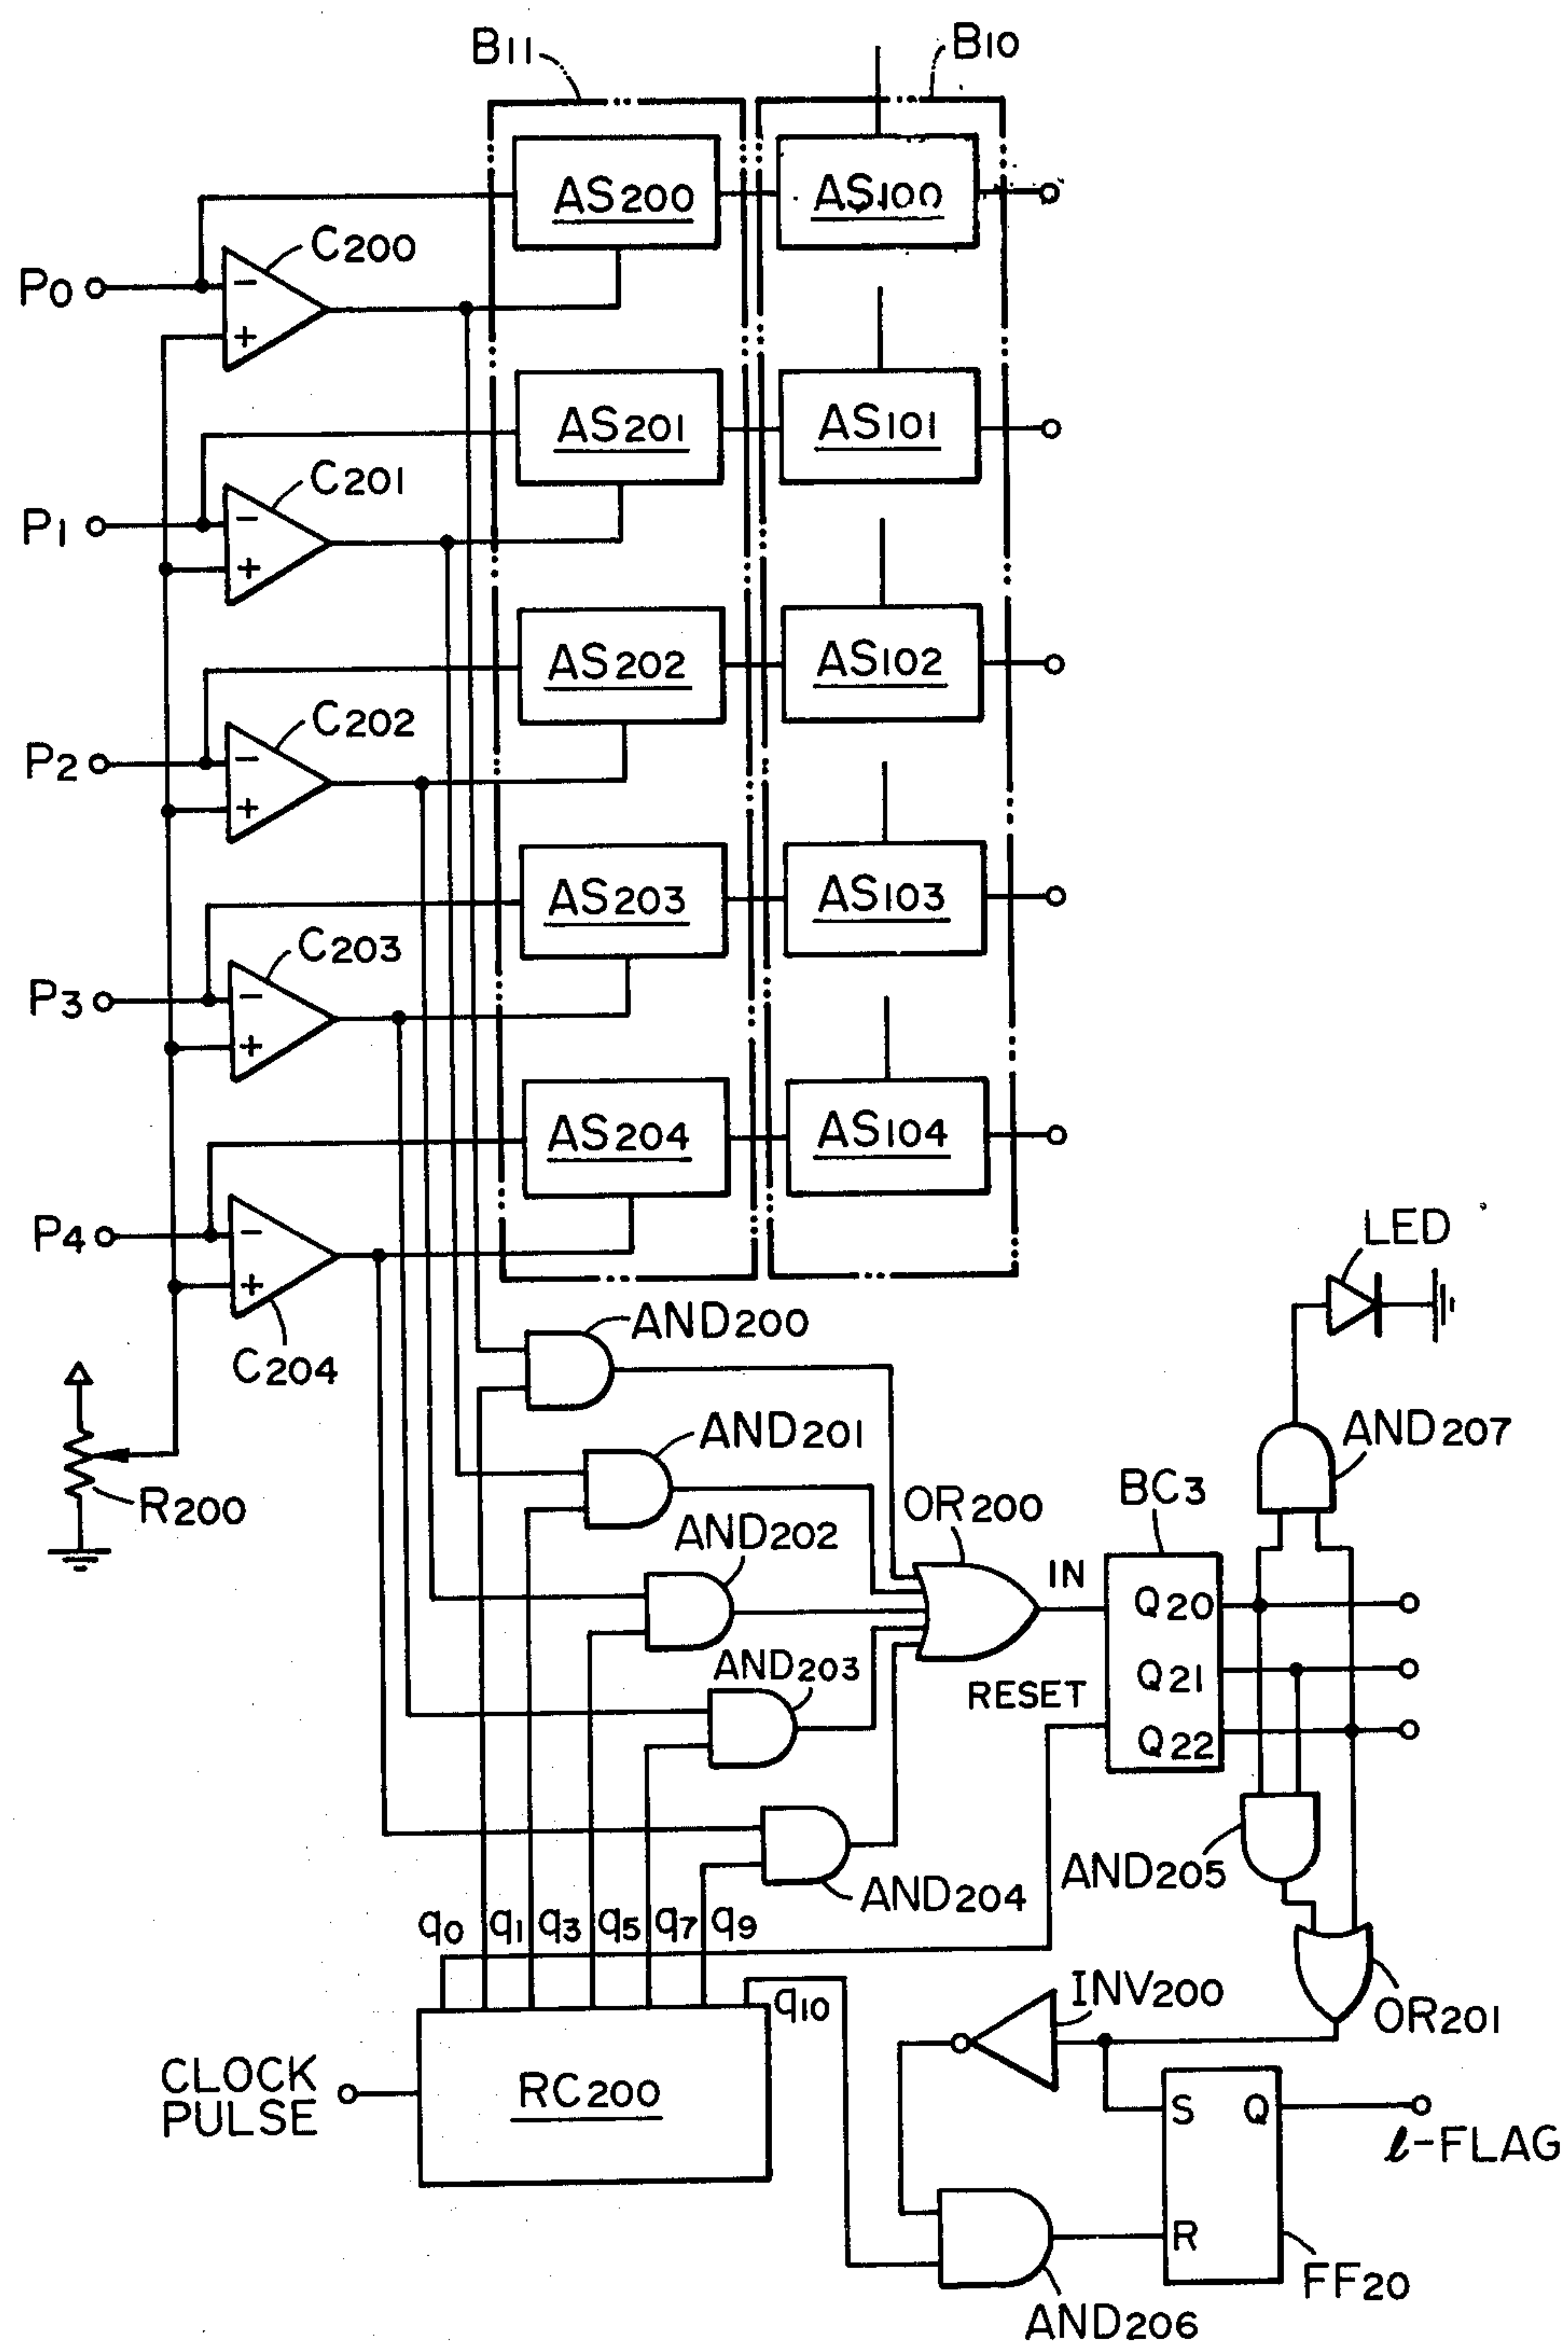 B11
B10
AS200
AS100
C200
P0
−
+
AS201
AS101
C201
P1
−
+
AS202
AS102
C202
P2
−
+
AS203
AS103
C203
P3
−
+
AS204
AS104
P4
−
+
C204
LED
AND200
R200
AND201
AND207
AND202
OR200
BC3
IN
Q20
AND203
RESET
Q21
Q22
AND204
AND205
q0 q1 q3 q5 q7 q9
q10
INV200
OR201
CLOCK
PULSE
RC200
S
Q
ℓ-FLAG
R
FF20
AND206